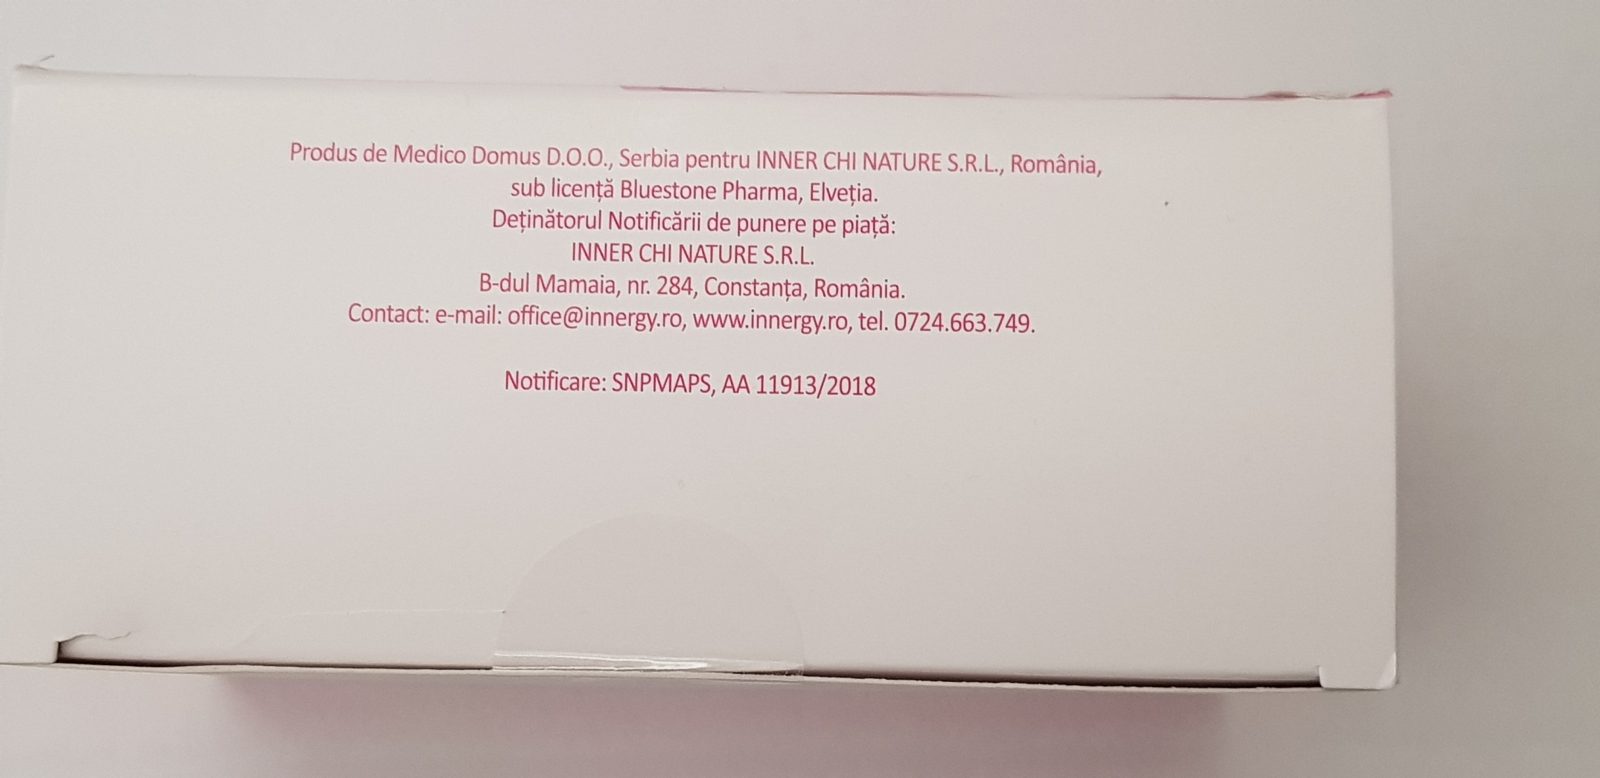 Produs de Medico Domus D.O.O., Serbia pentru INNER CHI NATURE S.R.L., România,
sub licență Bluestone Pharma, Elveția.
Deținătorul Notificării de punere pe piață:
INNER CHI NATURE S.R.L.
B-dul Mamaia, nr. 284, Constanța, România.
Contact: e-mail: office@innergy.ro, www.innergy.ro, tel. 0724.663.749.
Notificare: SNPMAPS, AA 11913/2018